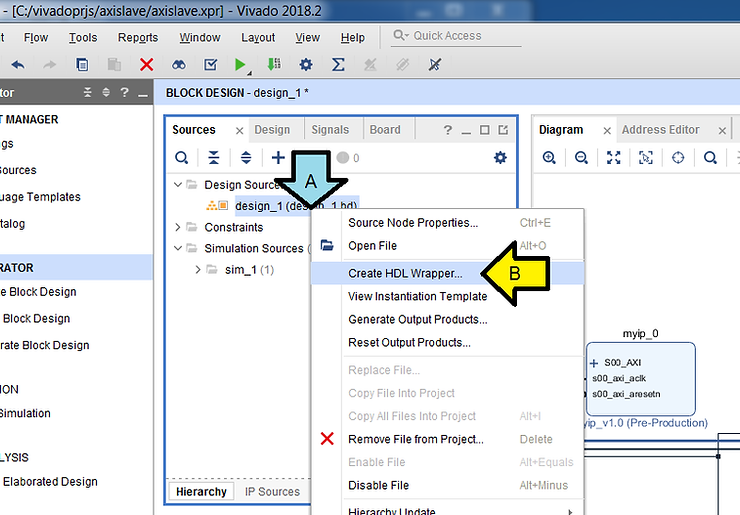 - [C:/vivadoprjs/axislave/axislave.xpr] - Vivado 2018.2
t Flow Tools Reports Window Layout View Help Quick Access
tor ? _
BLOCK DESIGN - design_1 *
T MANAGER
ngs
Sources
uage Templates
talog
RATOR
e Block Design
Block Design
rate Block Design
ION
Simulation
LYSIS
Elaborated Design
Sources × Design Signals Board ? _
0
Design Sources
design_1 (design_1.bd)
Constraints
Simulation Sources (
sim_1 (1)
Hierarchy IP Sources
A
Source Node Properties... Ctrl+E
Open File Alt+O
Create HDL Wrapper...
B
View Instantiation Template
Generate Output Products...
Reset Output Products...
Replace File...
Copy File Into Project
Copy All Files Into Project Alt+I
Remove File from Project... Delete
Enable File Alt+Equals
Disable File Alt+Minus
Hierarchy Update
Diagram × Address Editor ×
myip_0
S00_AXI
s00_axi_aclk
s00_axi_aresetn
yip_v1.0 (Pre-Production)